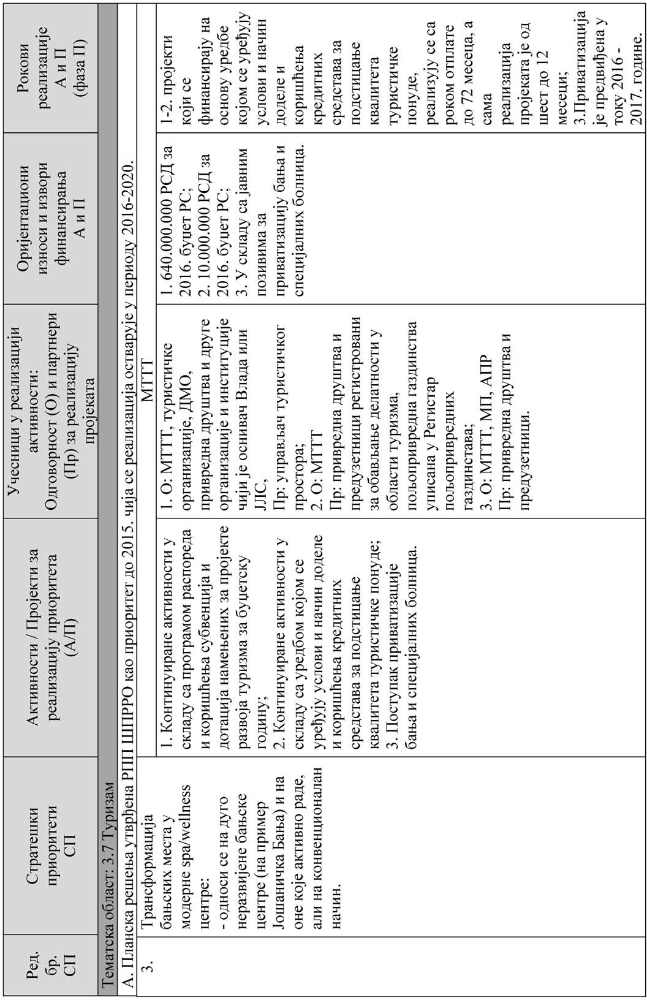 Ред.
бр.
СП
Стратешки
приоритети
СП
Активности / Пројекти за
реализацију приоритета
(А/П)
Учесници у реализацији
активности:
Одговорност (О) и партнери
(Пр) за реализацију
пројеката
Оријентациони
износи и извори
финансирања
А и П
Рокови
реализације
А и П
(фаза П)
Тематска област: 3.7 Туризам
А. Планска решења утврђена РПП ШПРРО као приоритет до 2015. чија се реализација остварује у периоду 2016-2020.
3.
Трансформација
бањских места у
модерне spa/wellness
центре:
- односи се на дуго
неразвијене бањске
центре (на пример
Јошаничка Бања) и на
оне које активно раде,
али на конвенционалан
начин.
МТТТ
1. Континуиране активности у
складу са програмом распореда
и коришћења субвенција и
дотација намењених за пројекте
развоја туризма за буџетску
годину;
2. Континуиране активности у
складу са уредбом којом се
уређују услови и начин доделе
и коришћења кредитних
средстава за подстицање
квалитета туристичке понуде;
3. Поступак приватизације
бања и специјалних болница.
1. О: МТТТ, туристичке
организације, ДМО,
привредна друштва и друге
организације и институције
чији је оснивач Влада или
ЈЛС,
Пр: управљач туристичког
простора;
2. О: МТТТ
Пр: Привредна друштва и
предузетници регистровани
за обављање делатности у
области туризма,
пољопривредна газдинства
уписана у Регистар
пољопривредних
газдинстава;
3. О: МТТТ, МП, АПР
Пр: привредна друштва и
предузетници.
1. 640.000.000 РСД за
2016. буџет РС;
2. 10.000.000 РСД за
2016. буџет РС;
3. У складу са јавним
позивима за
приватизацију бања и
специјалних болница.
1-2. пројекти
који се
финансирају на
основу уредбе
којом се уређују
услови и начин
доделе и
коришћења
кредитних
средстава за
подстицање
квалитета
туристичке
понуде,
реализују се са
роком отплате
до 72 месеца, а
сама
реализација
пројеката је од
шест до 12
месеци;
3.Приватизација
је предвиђена у
току 2016 -
2017. године.